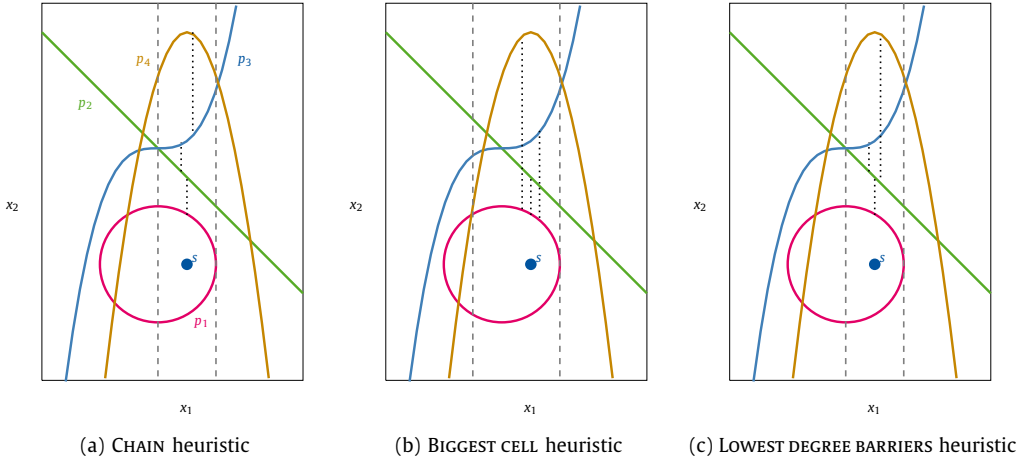 p4
p3
p2
x2
s
p1
x1
(a) CHAIN heuristic
x2
s
x1
(b) BIGGEST CELL heuristic
x2
s
x1
(c) LOWEST DEGREE BARRIERS heuristic